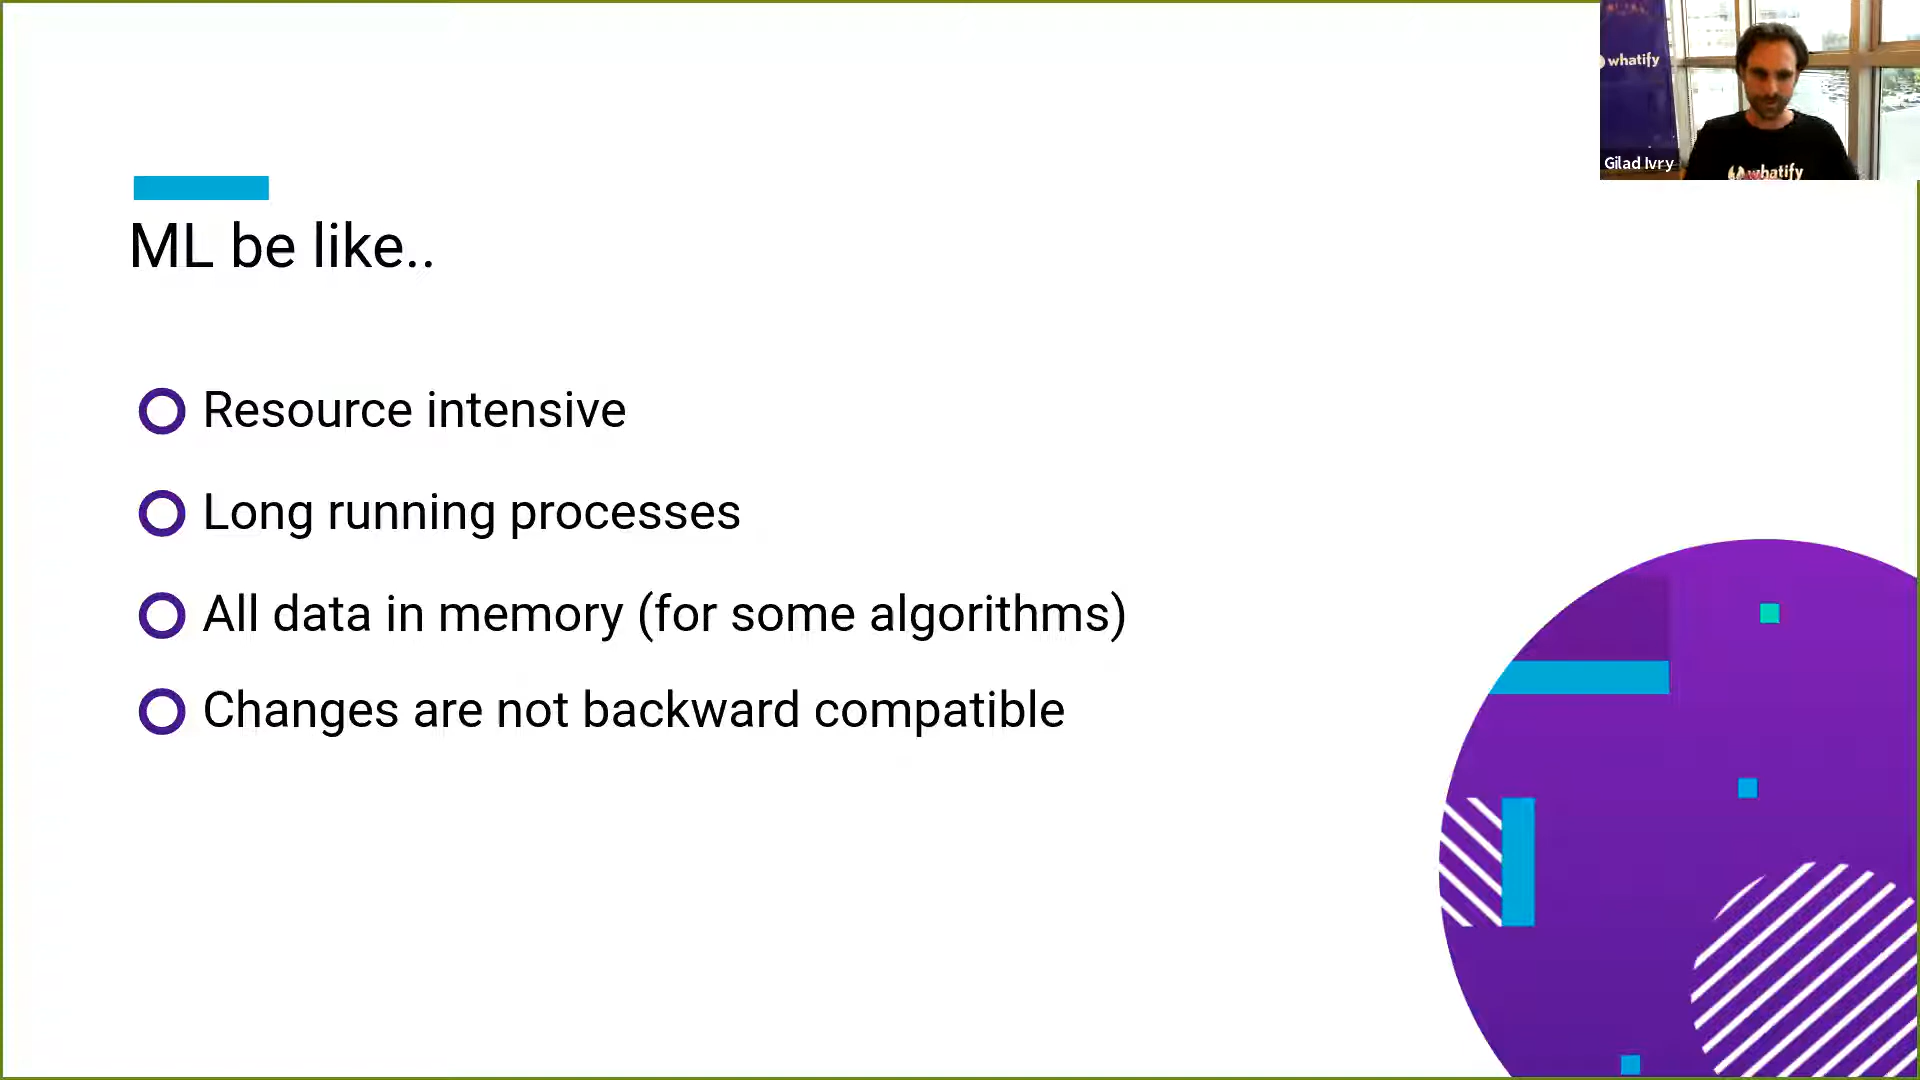 whatify
Gilad Ivry
whatify
ML be like..
Resource intensive
Long running processes
All data in memory (for some algorithms)
Changes are not backward compatible